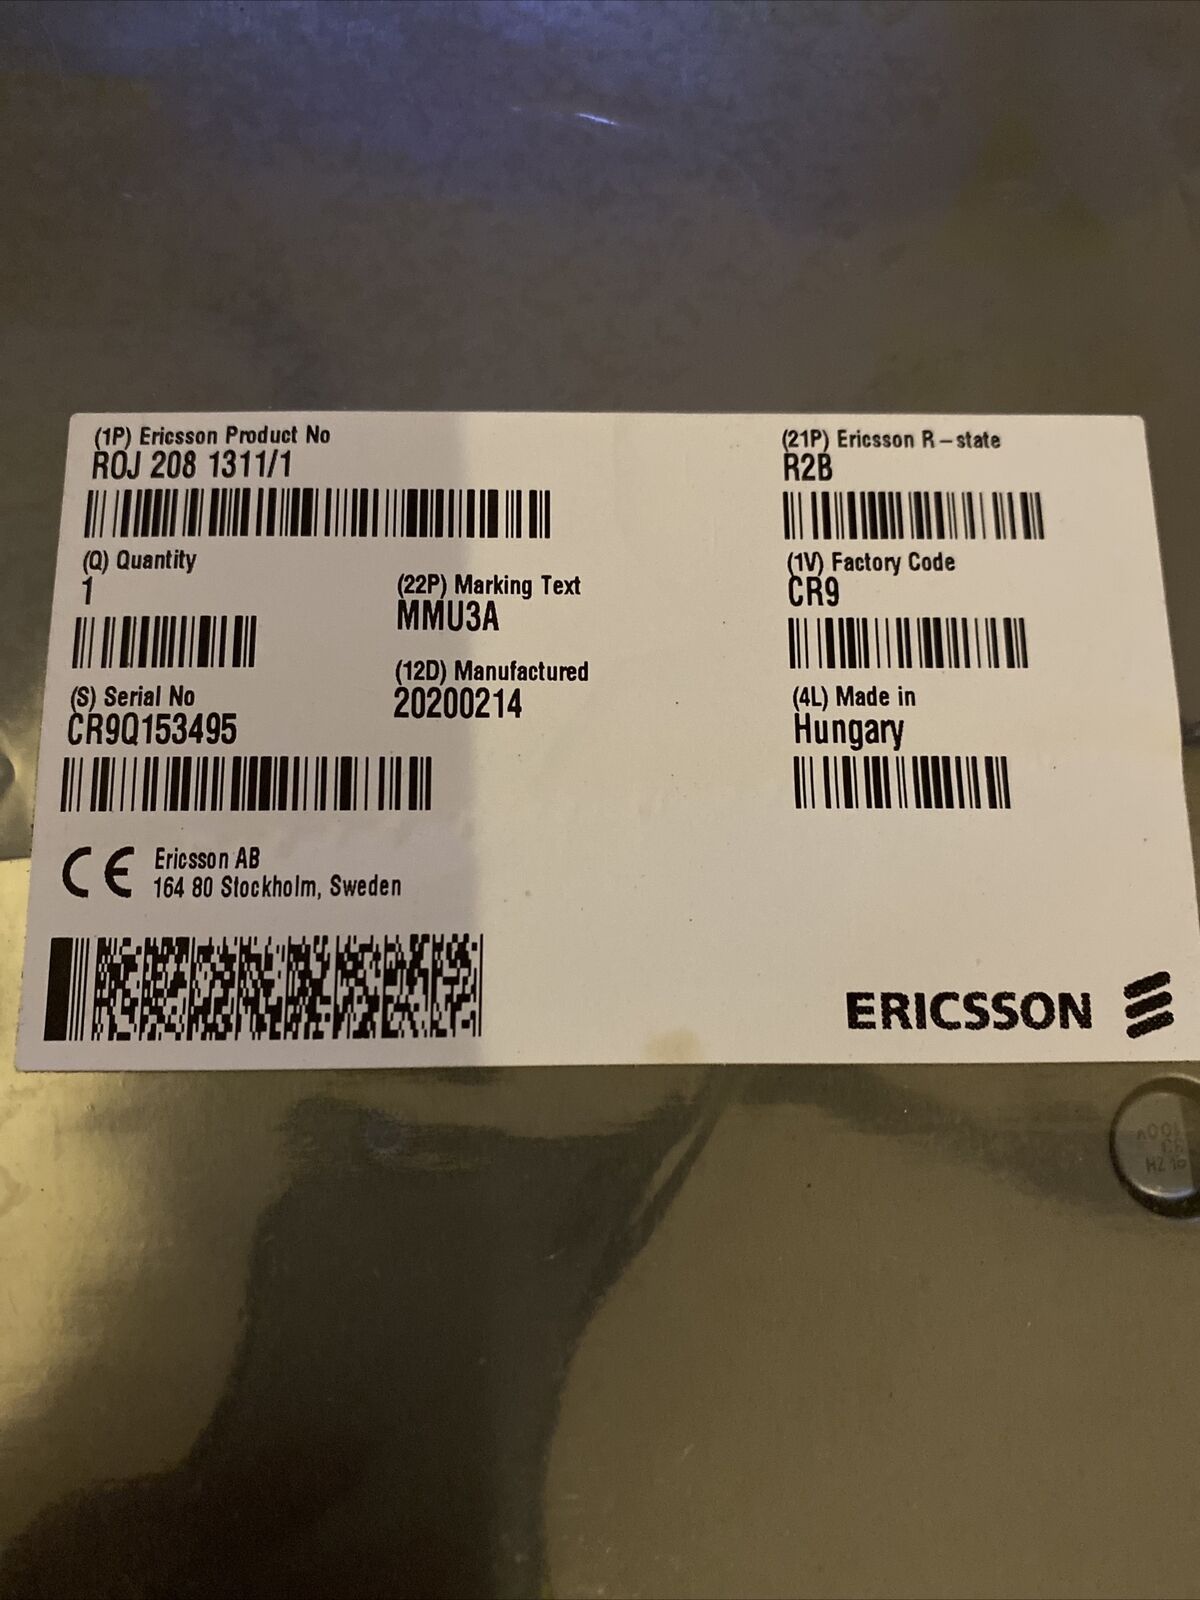 (1P) Ericsson Product No
ROJ 208 1311/1
(21P) Ericsson R-state
R2B
(Q) Quantity
1
(22P) Marking Text
MMU3A
(1V) Factory Code
CR9
(S) Serial No
CR9Q153495
(12D) Manufactured
20200214
(4L) Made in
Hungary
CE
Ericsson AB
164 80 Stockholm, Sweden
ERICSSON